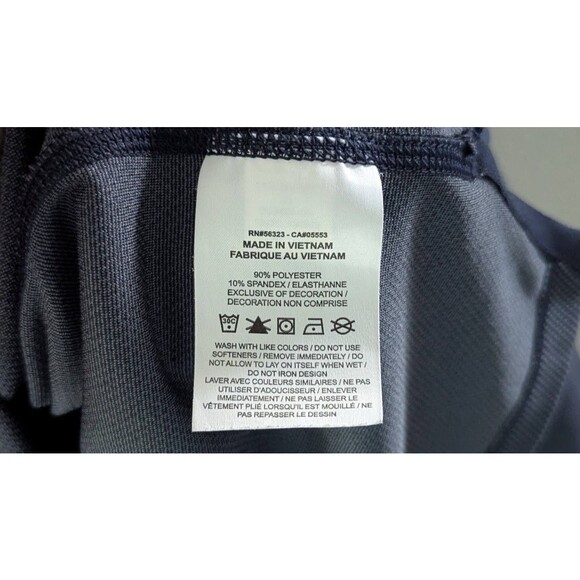 RN#56323 - CA#05553
MADE IN VIETNAM
FABRIQUE AU VIETNAM
90% POLYESTER
10% SPANDEX / ELASTHANNE
EXCLUSIVE OF DECORATION /
DECORATION NON COMPRISE
30C
WASH WITH LIKE COLORS / DO NOT USE
SOFTENERS / REMOVE IMMEDIATELY / DO
NOT ALLOW TO LAY ON ITSELF WHEN WET /
DO NOT IRON DESIGN
LAVER AVEC COULEURS SIMILAIRES / NE PAS
UTILISER D'ADOUCISSEUR / ENLEVER
IMMEDIATEMENT / NE PAS LAISSER LE
VÊTEMENT PLIÉ LORSQU'IL EST MOUILLÉ / NE
PAS REPASSER LE DESSIN